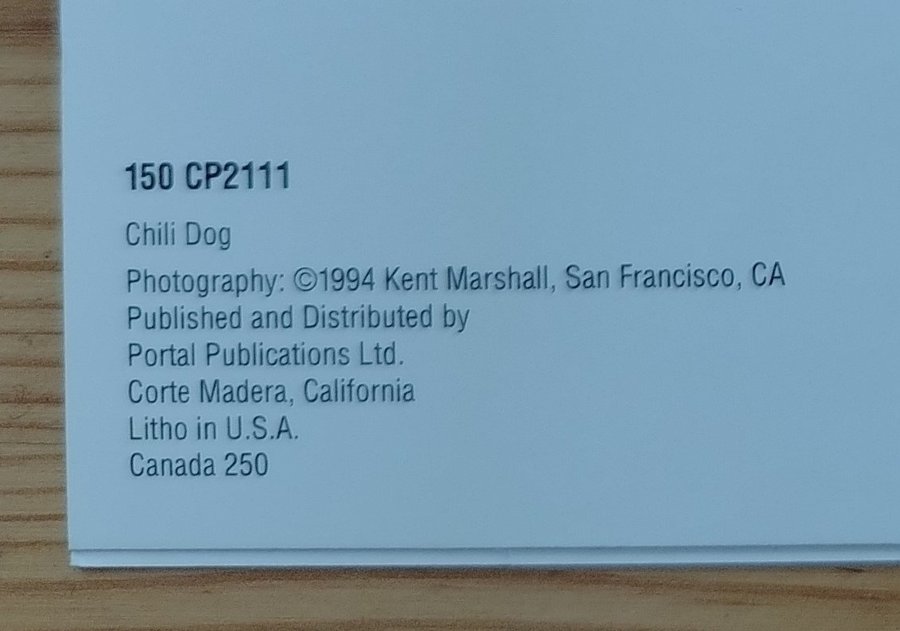 150 CP2111
Chili Dog
Photography: ©1994 Kent Marshall, San Francisco, CA
Published and Distributed by
Portal Publications Ltd.
Corte Madera, California
Litho in U.S.A.
Canada 250